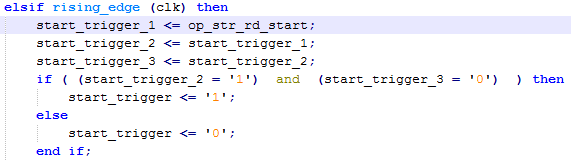 elsif rising_edge (clk) then
start_trigger_1 <= op_str_rd_start;
start_trigger_2 <= start_trigger_1;
start_trigger_3 <= start_trigger_2;
if ( (start_trigger_2 = '1') and (start_trigger_3 = '0') ) then
start_trigger <= '1';
else
start_trigger <= '0';
end if;